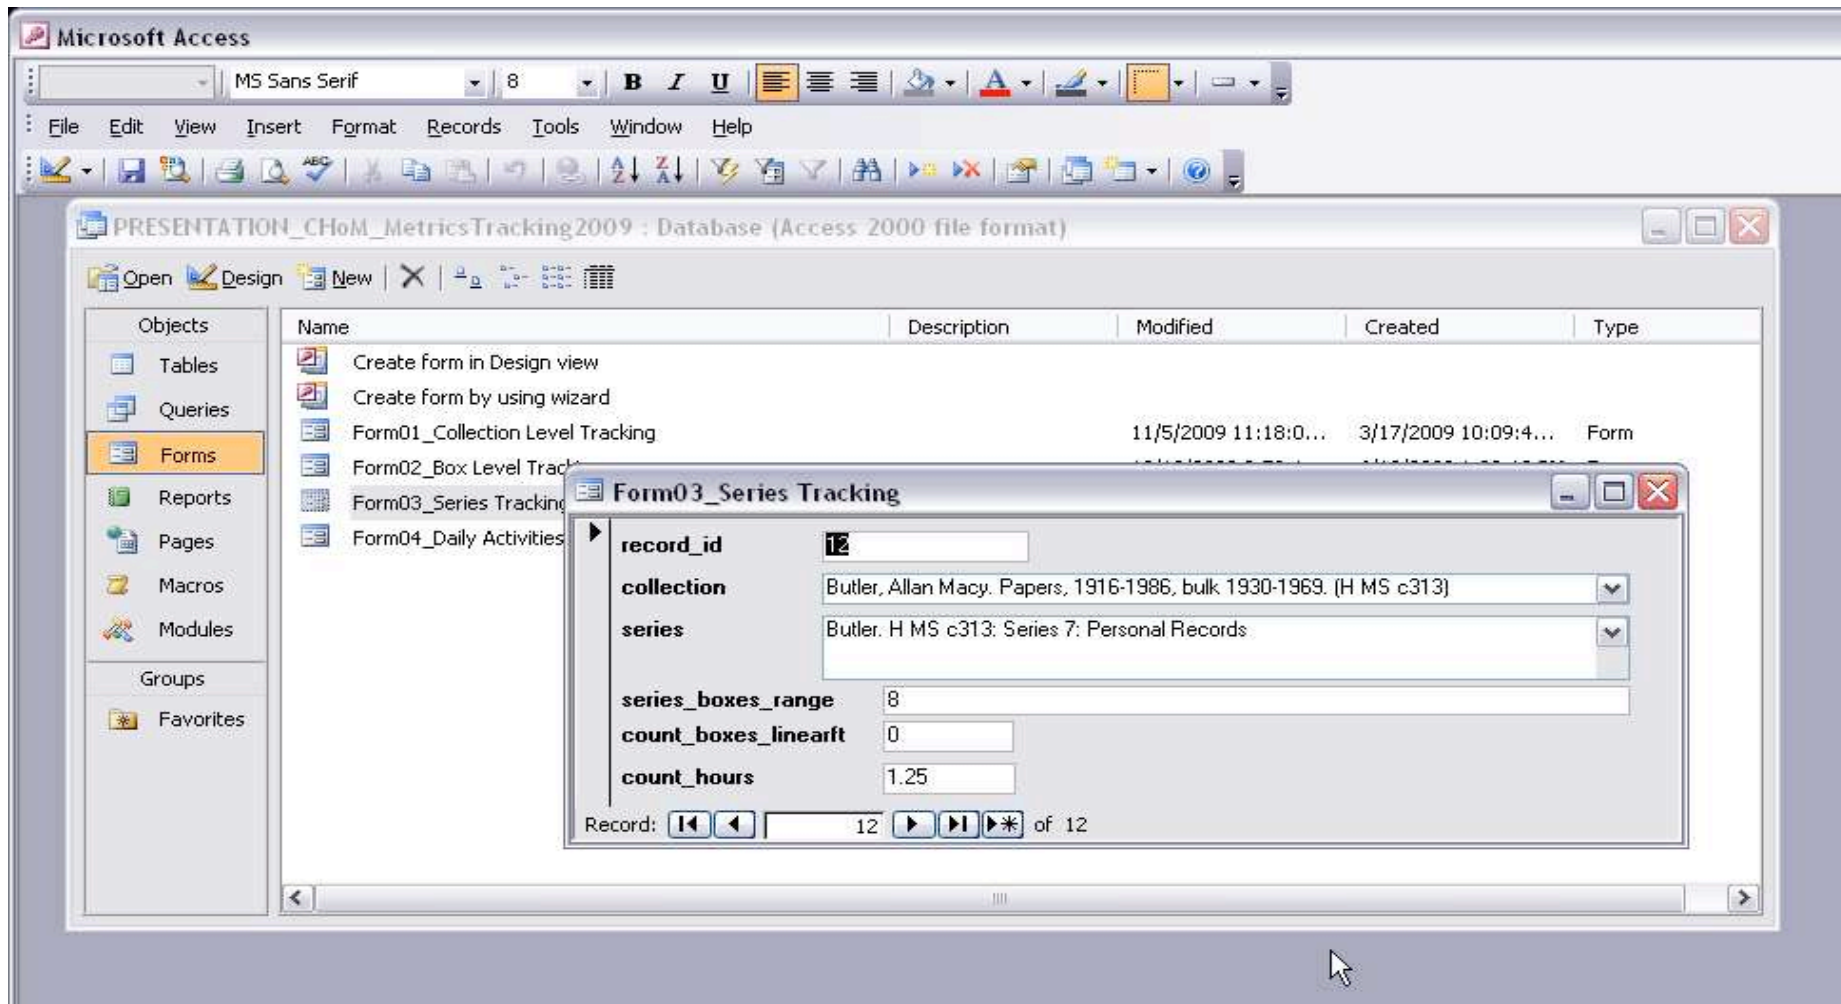 Microsoft Access
MS Sans Serif 8 B I U A
File Edit View Insert Format Records Tools Window Help
PRESENTATION_CHoM_MetricsTracking2009 : Database (Access 2000 file format)
Open Design New
Objects Name Description Modified Created Type
Tables Create form in Design view
Queries Create form by using wizard
Form01_Collection Level Tracking 11/5/2009 11:18:0... 3/17/2009 10:09:4... Form
Forms Form02_Box Level
Reports Form03_Series Tracking
Pages Form04_Daily Activities
Macros
Modules
Groups
Favorites
Form03_Series Tracking
record_id 12
collection Butler, Allan Macy. Papers, 1916-1986, bulk 1930-1969. (H MS c313)
series Butler. H MS c313: Series 7: Personal Records
series_boxes_range 8
count_boxes_linearft 0
count_hours 1.25
Record: 12 of 12